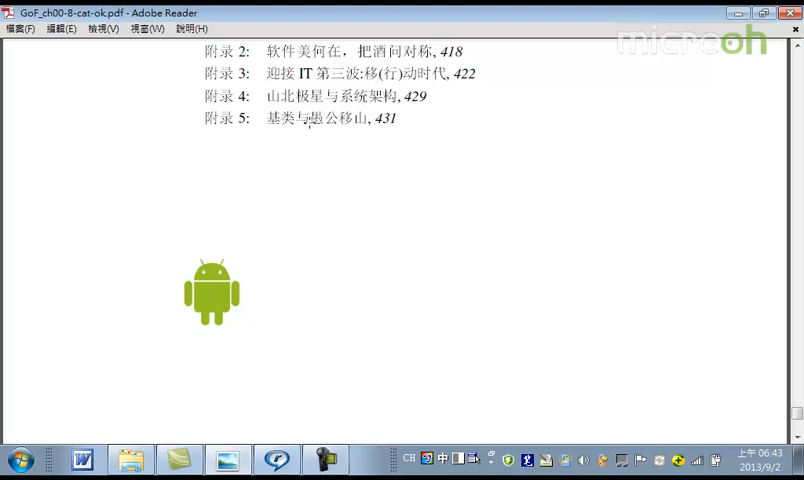 GoF_ch00-8-cat-ok.pdf - Adobe Reader
檔案(F) 編輯(E) 檢視(V) 視窗(W) 說明(H)
microoh
附录 2: 软件美何在，把酒问对称, 418
附录 3: 迎接 IT 第三波:移(行)动时代, 422
附录 4: 山北极星与系统架构, 429
附录 5: 基类与愚公移山, 431
CH 中 上午 06:43
2013/9/2